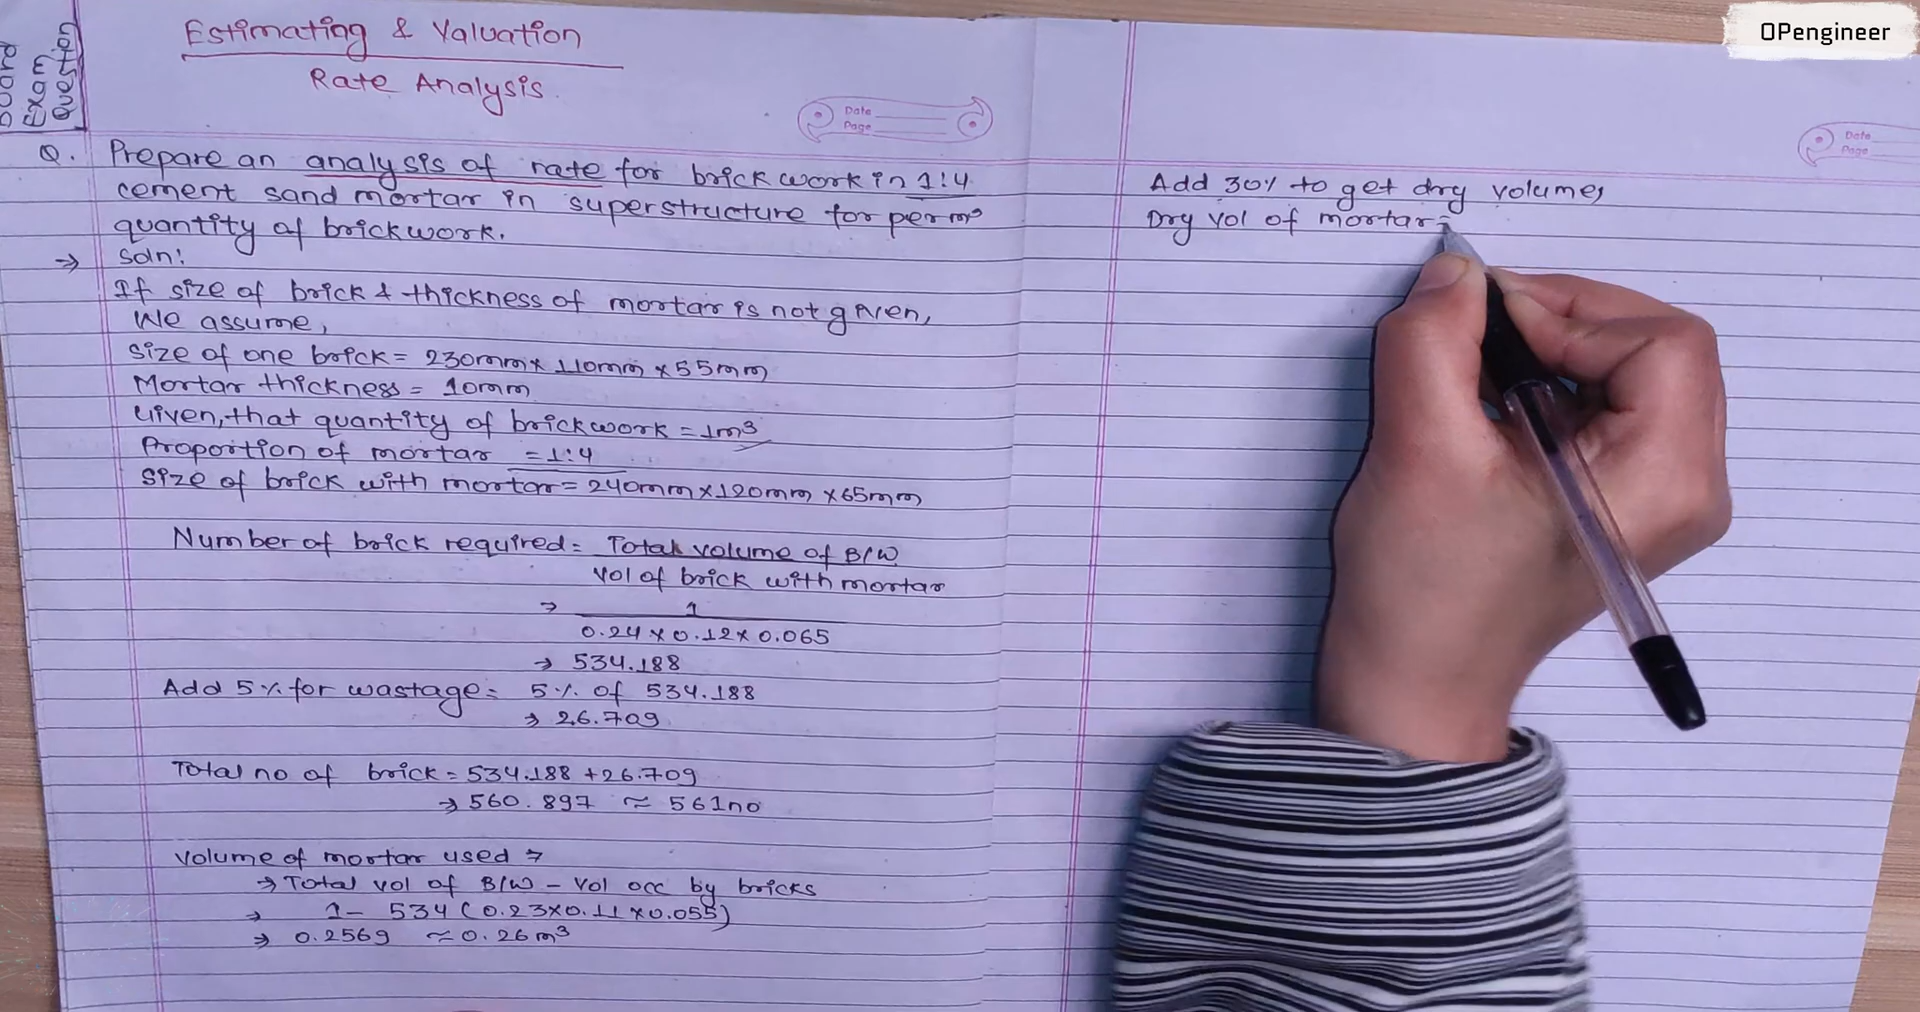 OPengineer
Board
Exam
Question
Estimating & Valuation
Rate Analysis.
Date
Page
Q. Prepare an analysis of rate for brickwork in 1:4
cement sand mortar in superstructure for per m³
quantity of brickwork.
→ Soln:
If size of brick & thickness of mortar is not given,
We assume,
Size of one brick = 230mm × 110mm × 55mm
Mortar thickness = 10mm
Given, that quantity of brickwork = 1m³
Proportion of mortar = 1:4
Size of brick with mortar = 240mm × 120mm × 65mm
Number of brick required = Total volume of B/W
Vol of brick with mortar
→ 1
0.24 × 0.12 × 0.065
→ 534.188
Add 5% for wastage = 5% of 534.188
→ 26.709
Total no of brick = 534.188 + 26.709
→ 560.897 ≈ 561no
Volume of mortar used →
→ Total vol of B/W - Vol occ by bricks
→ 1 - 534 (0.23×0.11×0.055)
→ 0.2569 ≈ 0.26m³
Date
Page
Add 30% to get dry volume,
Dry vol of mortar =